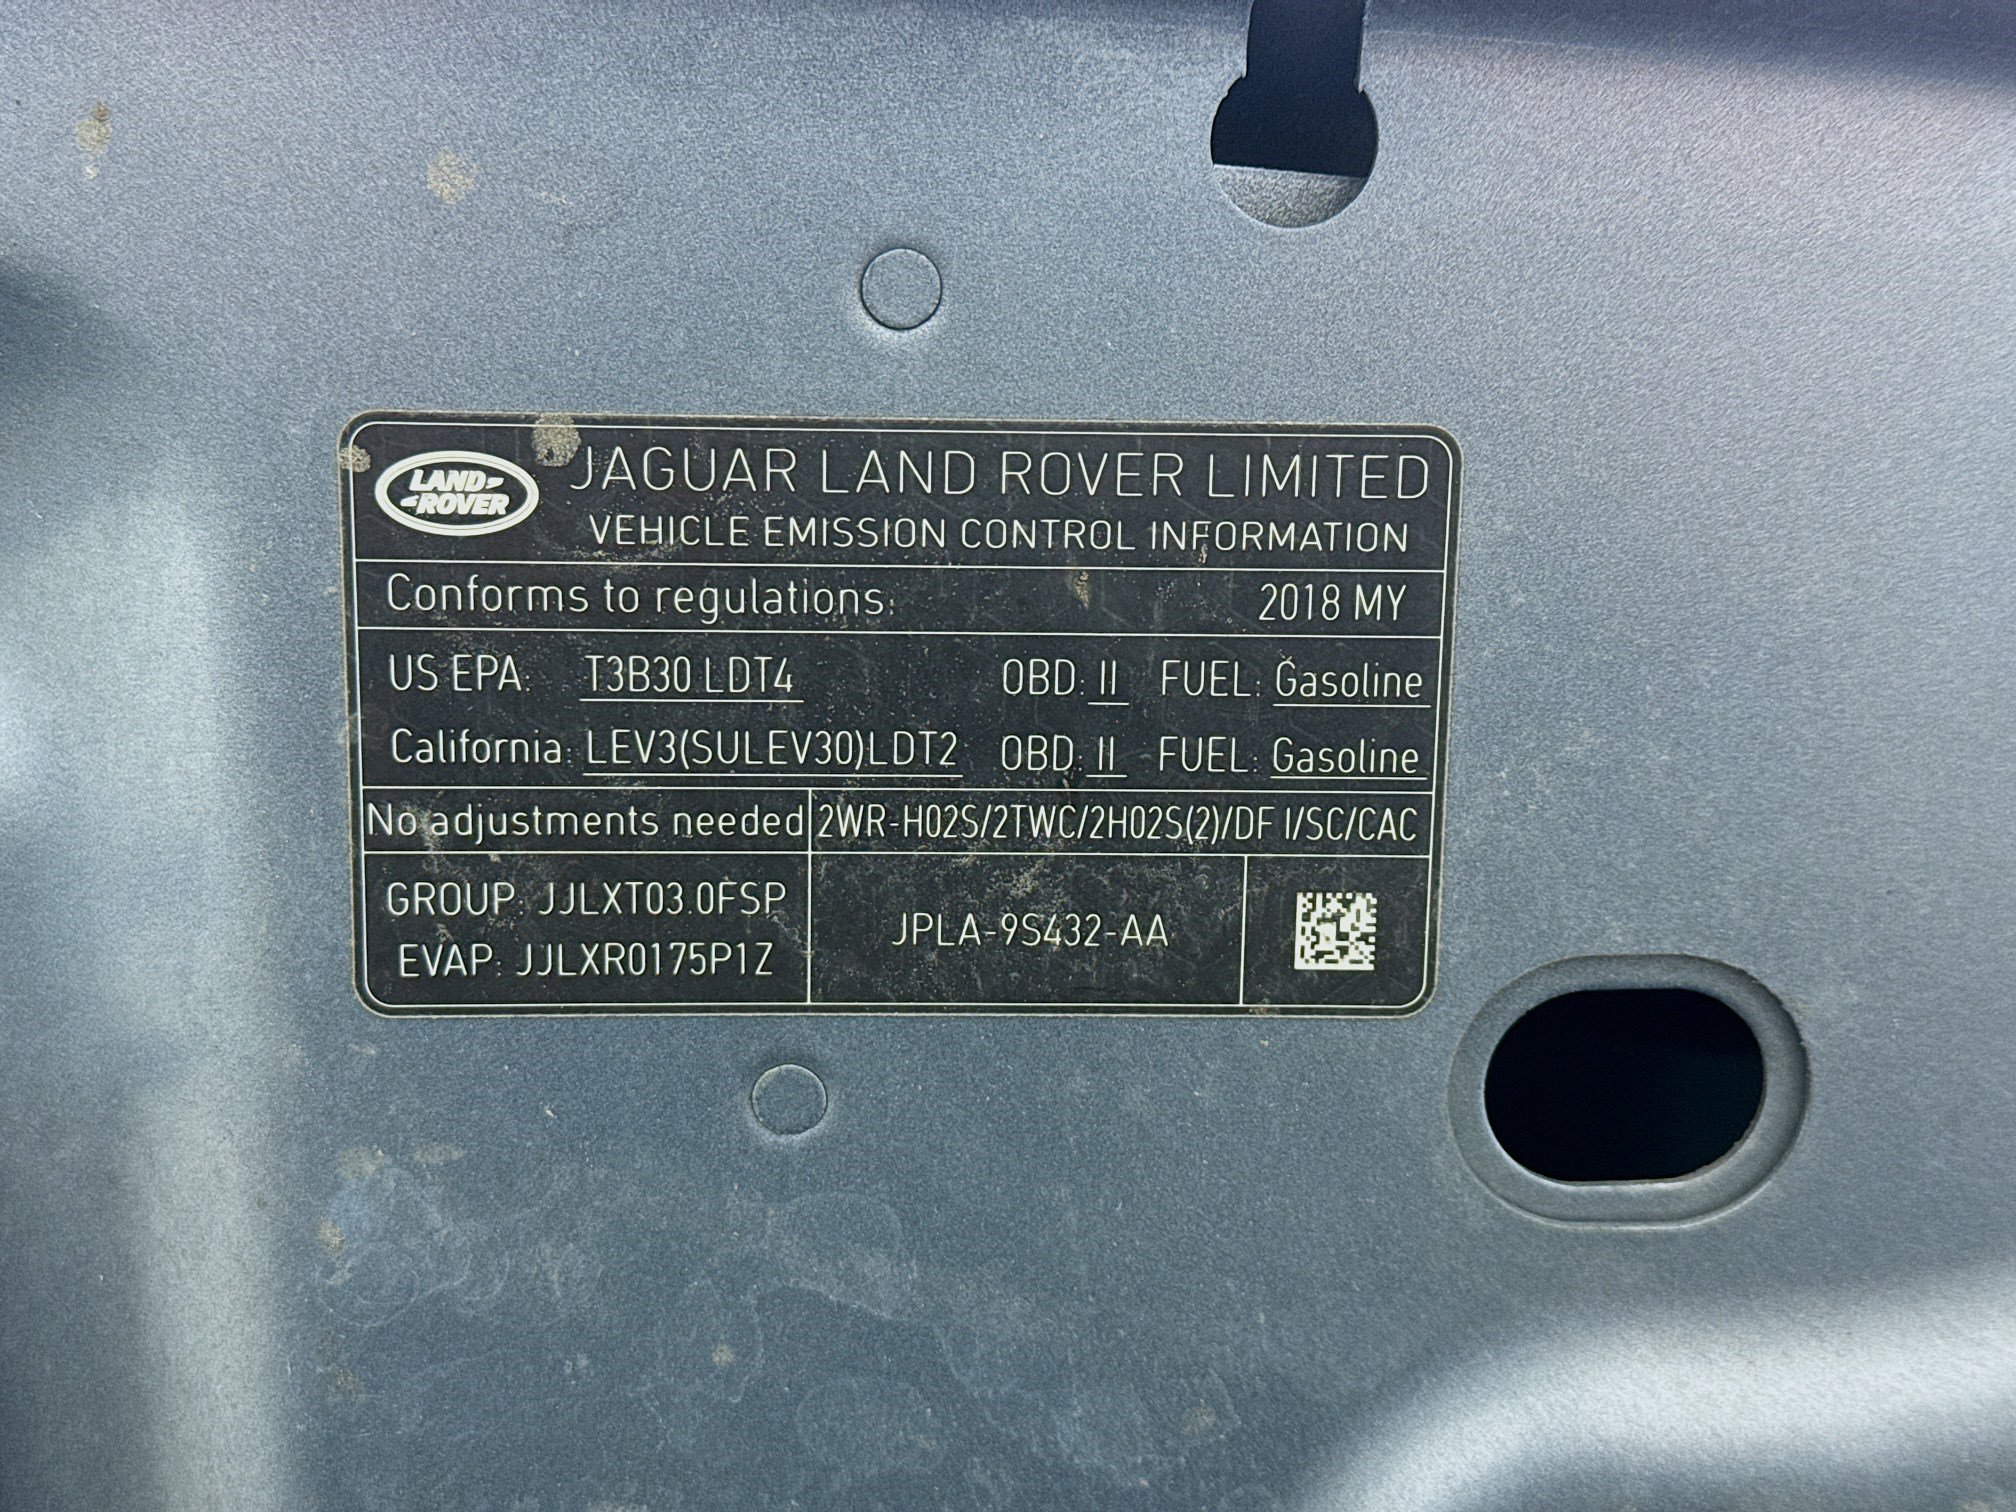 LAND ROVER
JAGUAR LAND ROVER LIMITED
VEHICLE EMISSION CONTROL INFORMATION
Conforms to regulations: 2018 MY
US EPA: T3B30 LDT4 OBD: II FUEL: Gasoline
California: LEV3(SULEV30)LDT2 OBD: II FUEL: Gasoline
No adjustments needed 2WR-HO2S/2TWC/2HO2S(2)/DF I/SC/CAC
GROUP: JJLXT03.0FSP
EVAP: JJLXR0175P1Z
JPLA-9S432-AA